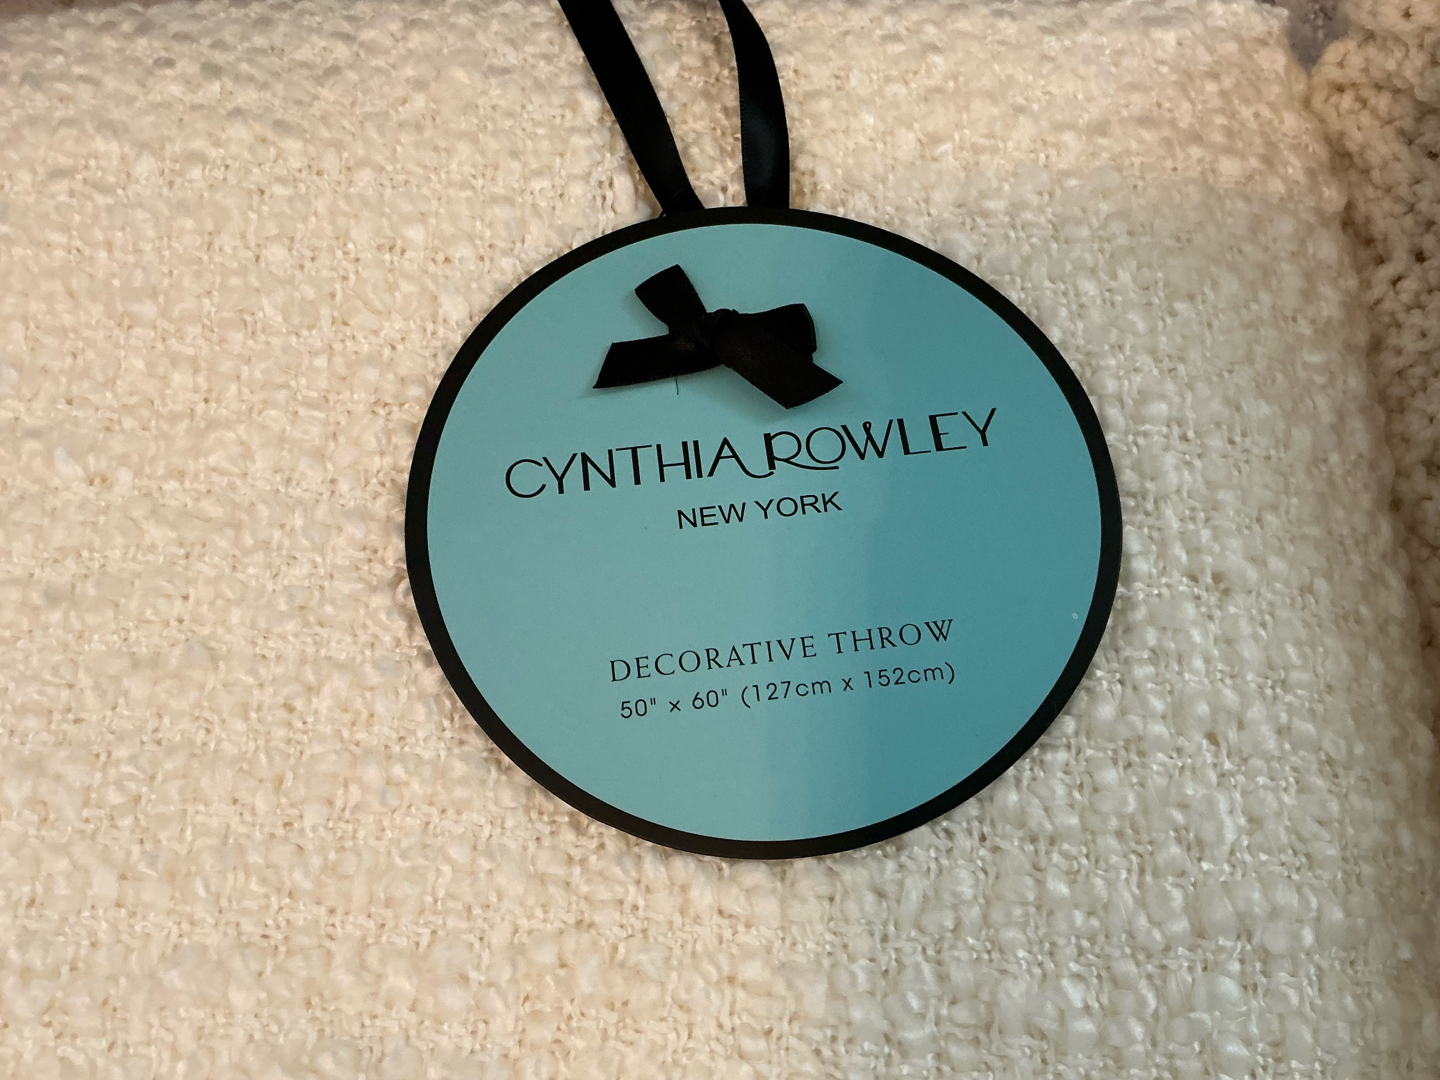 CYNTHIA ROWLEY
NEW YORK
DECORATIVE THROW
50" x 60" (127cm x 152cm)